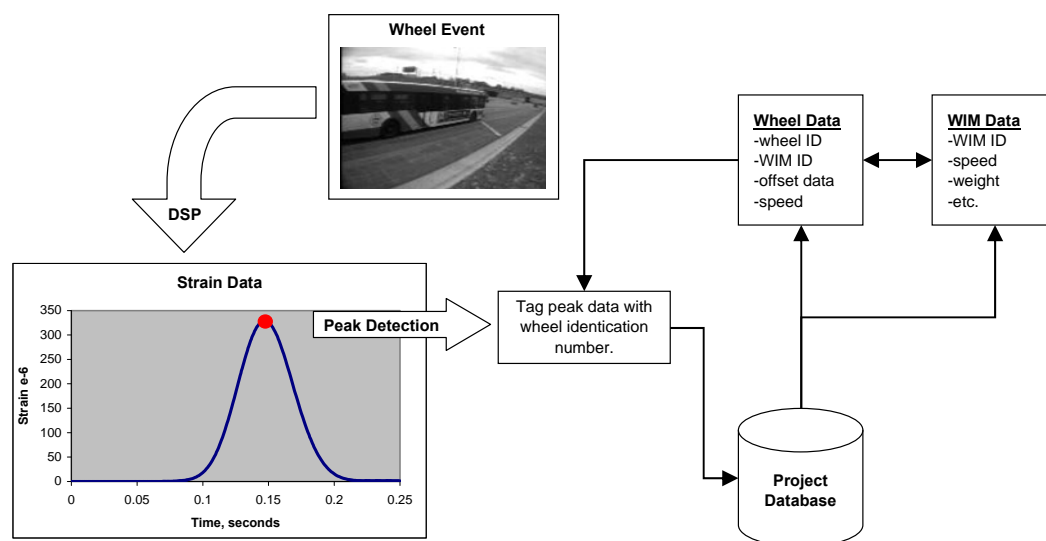 Wheel Event
DSP
Strain Data
350
300
250
200
150
100
50
0
Strain e-6
0
0.05
0.1
0.15
0.2
0.25
Time, seconds
Peak Detection
Tag peak data with
wheel identication
number.
Wheel Data
-wheel ID
-WIM ID
-offset data
-speed
WIM Data
-WIM ID
-speed
-weight
-etc.
Project
Database